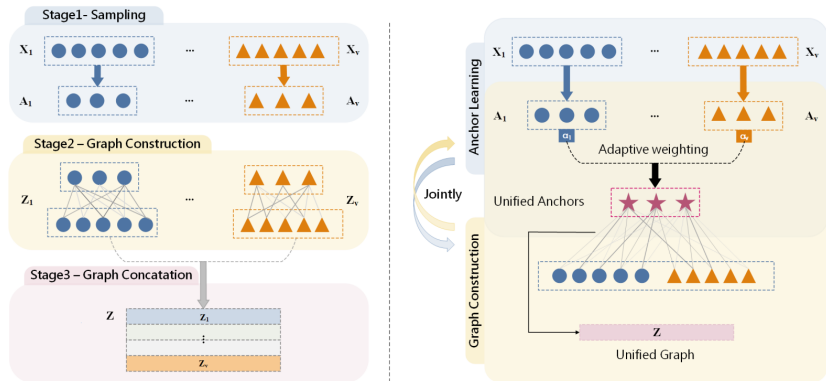 Stage1- Sampling
X1 ... Xv
A1 ... Av
Stage2 – Graph Construction
Z1 ... Zv
Stage3 – Graph Concatation
Z
Z1
⋮
Zv
Jointly
Anchor Learning
X1 ... Xv
A1 ... Av
α1 αv
Adaptive weighting
Unified Anchors
Graph Construction
Z
Unified Graph